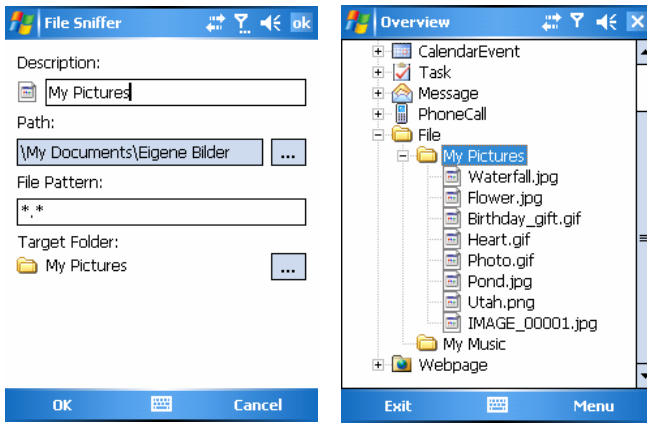 File Sniffer
ok
Description:
My Pictures
Path:
\My Documents\Eigene Bilder
...
File Pattern:
*.*
Target Folder:
My Pictures
...
OK
Cancel
Overview
CalendarEvent
Task
Message
PhoneCall
File
My Pictures
Waterfall.jpg
Flower.jpg
Birthday_gift.gif
Heart.gif
Photo.gif
Pond.jpg
Utah.png
IMAGE_00001.jpg
My Music
Webpage
Exit
Menu